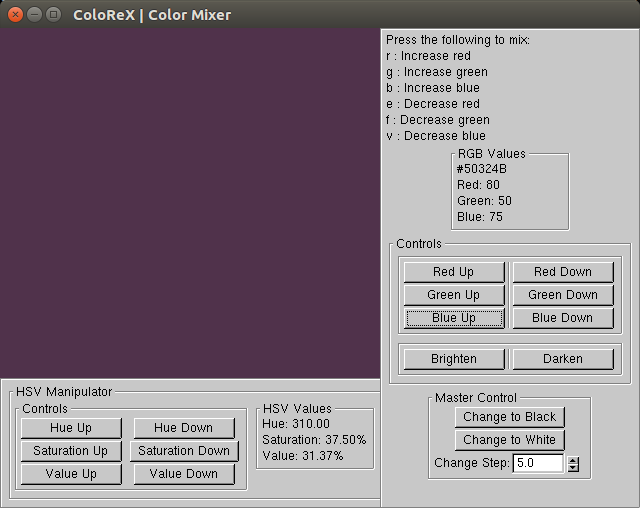 ColoReX | Color Mixer
Press the following to mix:
r : Increase red
g : Increase green
b : Increase blue
e : Decrease red
f : Decrease green
v : Decrease blue
RGB Values
#50324B
Red: 80
Green: 50
Blue: 75
Controls
Red Up Red Down
Green Up Green Down
Blue Up Blue Down
Brighten Darken
Master Control
Change to Black
Change to White
Change Step: 5.0
HSV Manipulator
Controls
Hue Up Hue Down
Saturation Up Saturation Down
Value Up Value Down
HSV Values
Hue: 310.00
Saturation: 37.50%
Value: 31.37%